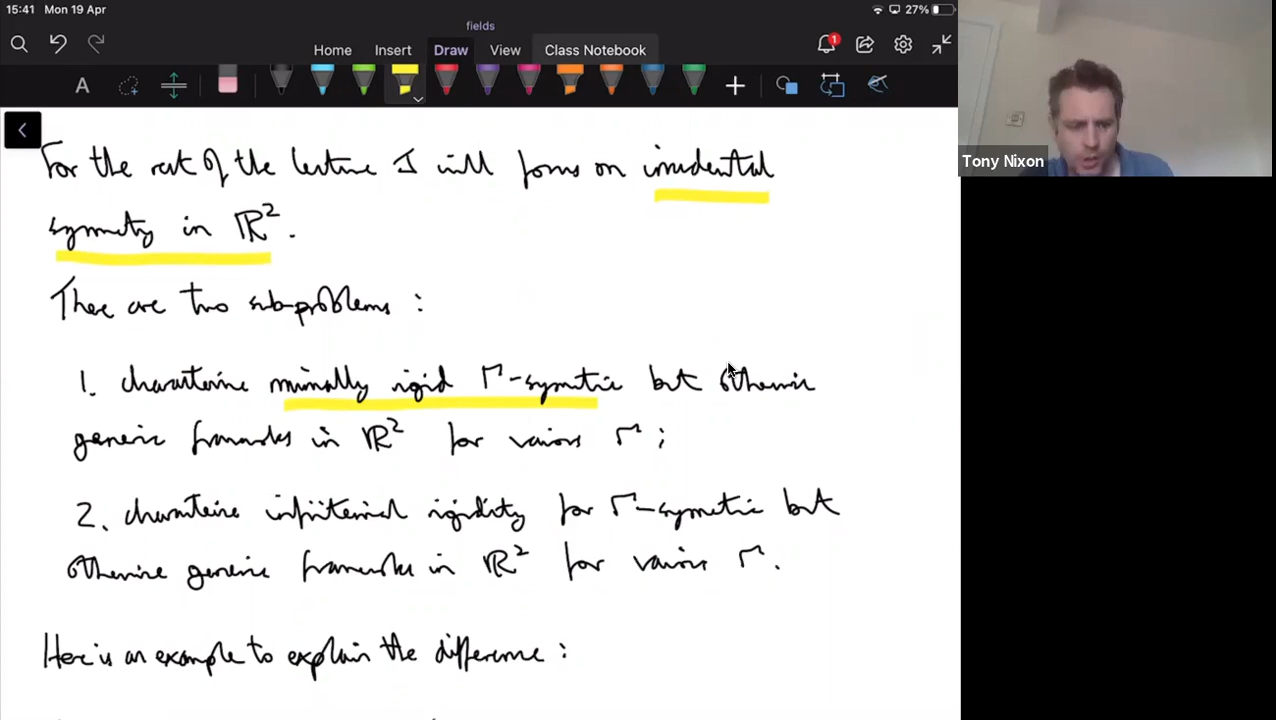 15:41 Mon 19 Apr
27%
fields
Home Insert Draw View Class Notebook
1
A
For the rest of the lecture I will focus on incidental
symmetry in ℝ².
There are two sub-problems :
1. characterise minimally rigid Γ-symmetric but otherwise
generic frameworks in ℝ² for various Γ ;
2. characterise infinitesimal rigidity for Γ-symmetric but
otherwise generic frameworks in ℝ² for various Γ.
Here is an example to explain the difference :
Tony Nixon